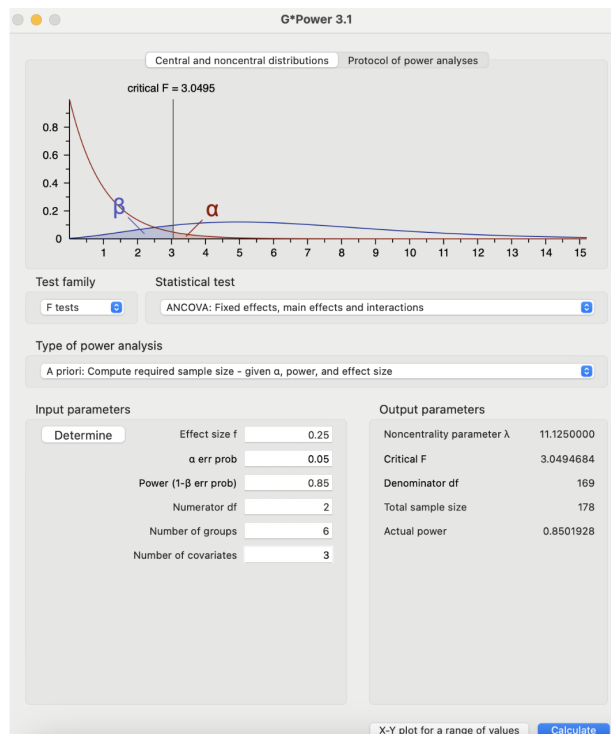 G*Power 3.1
Central and noncentral distributions Protocol of power analyses
critical F = 3.0495
0.8
0.6
0.4
0.2
0
β
α
1 2 3 4 5 6 7 8 9 10 11 12 13 14 15
Test family Statistical test
F tests ANCOVA: Fixed effects, main effects and interactions
Type of power analysis
A priori: Compute required sample size - given α, power, and effect size
Input parameters
Determine Effect size f 0.25
α err prob 0.05
Power (1-β err prob) 0.85
Numerator df 2
Number of groups 6
Number of covariates 3
Output parameters
Noncentrality parameter λ 11.1250000
Critical F 3.0494684
Denominator df 169
Total sample size 178
Actual power 0.8501928
X-Y plot for a range of values Calculate